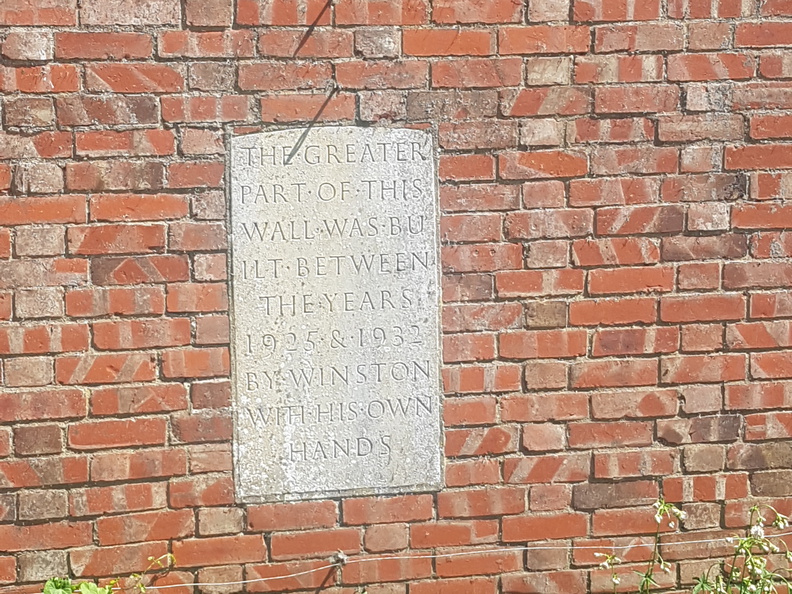 THE·GREATER
PART·OF·THIS
WALL·WAS·BU
ILT·BETWEEN
THE·YEARS
1925·&·1932
BY·WINSTON
WITH·HIS·OWN
HANDS